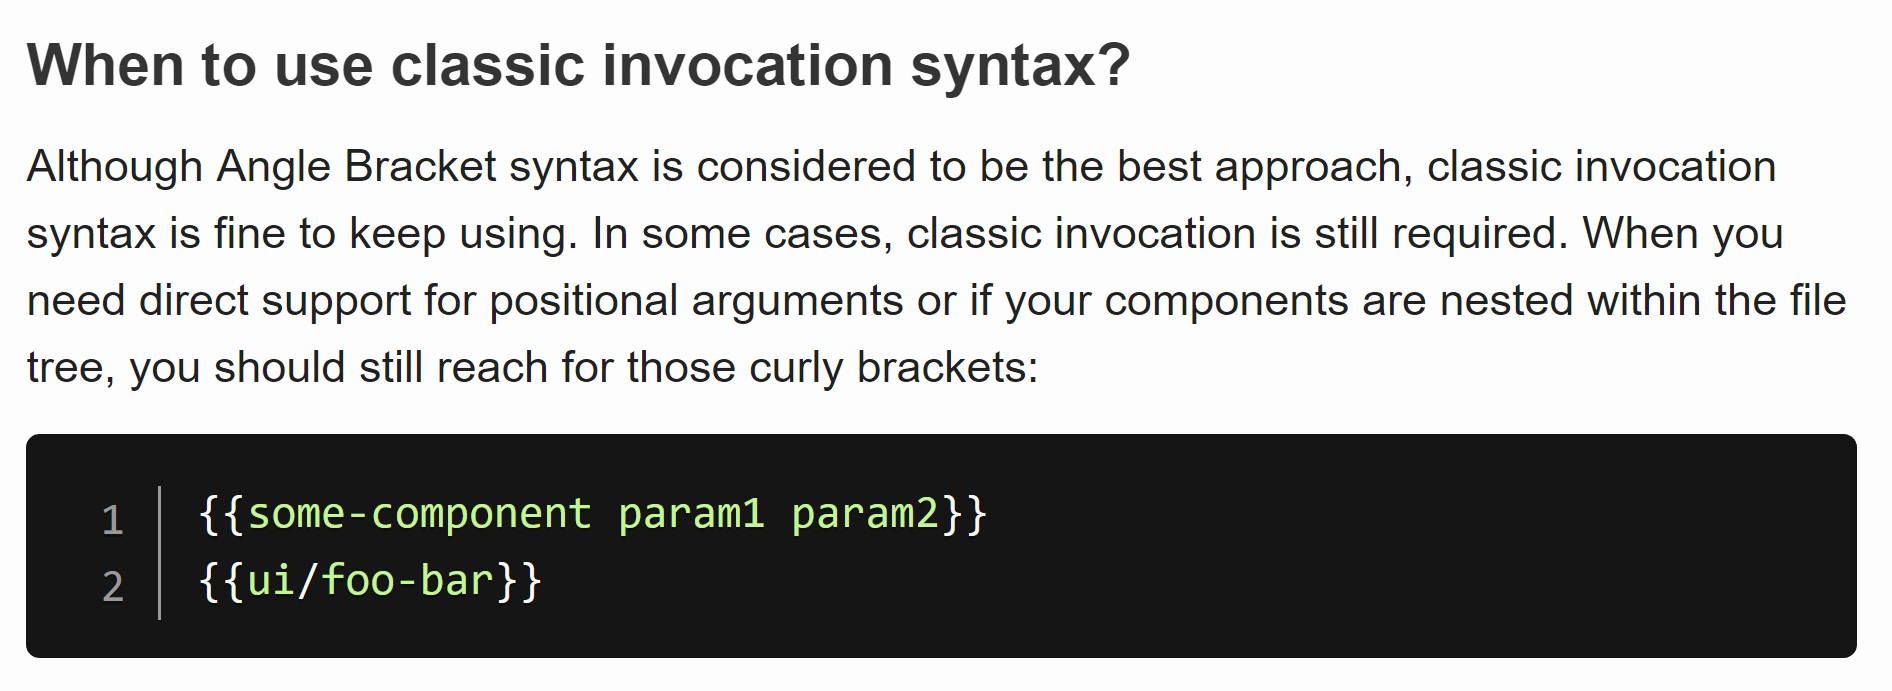 When to use classic invocation syntax?
Although Angle Bracket syntax is considered to be the best approach, classic invocation
syntax is fine to keep using. In some cases, classic invocation is still required. When you
need direct support for positional arguments or if your components are nested within the file
tree, you should still reach for those curly brackets:
1 {{some-component param1 param2}}
2 {{ui/foo-bar}}